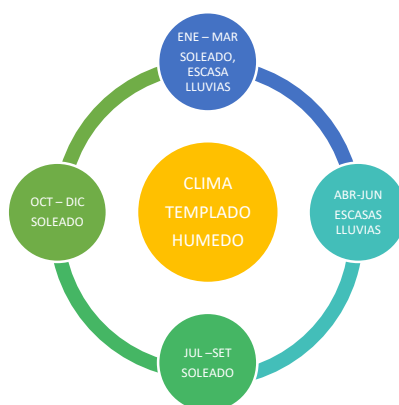 ENE – MAR
SOLEADO,
ESCASA
LLUVIAS
CLIMA
TEMPLADO
HUMEDO
OCT – DIC
SOLEADO
ABR-JUN
ESCASAS
LLUVIAS
JUL –SET
SOLEADO